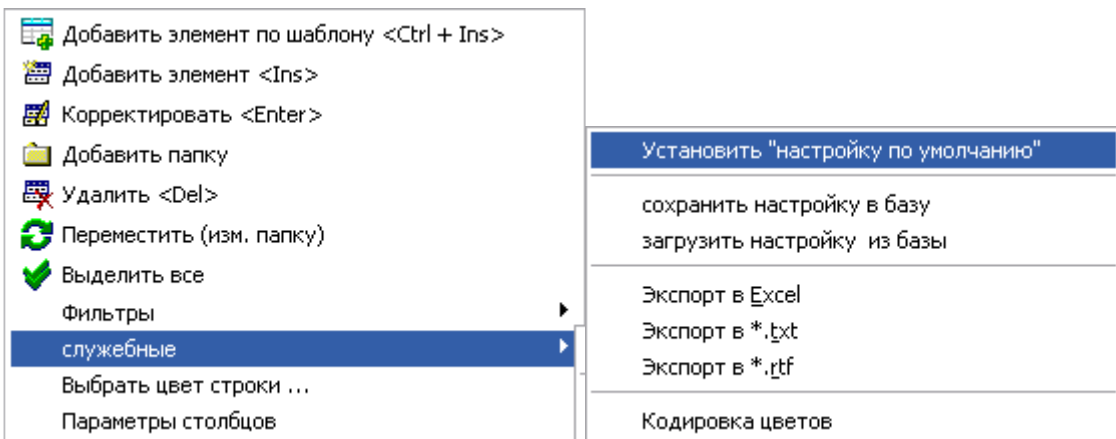 Добавить элемент по шаблону <Ctrl + Ins>
Добавить элемент <Ins>
Корректировать <Enter>
Добавить папку
Удалить <Del>
Переместить (изм. папку)
Выделить все
Фильтры
служебные
Выбрать цвет строки ...
Параметры столбцов
Установить "настройку по умолчанию"
сохранить настройку в базу
загрузить настройку  из базы
Экспорт в Excel
Экспорт в *.txt
Экспорт в *.rtf
Кодировка цветов